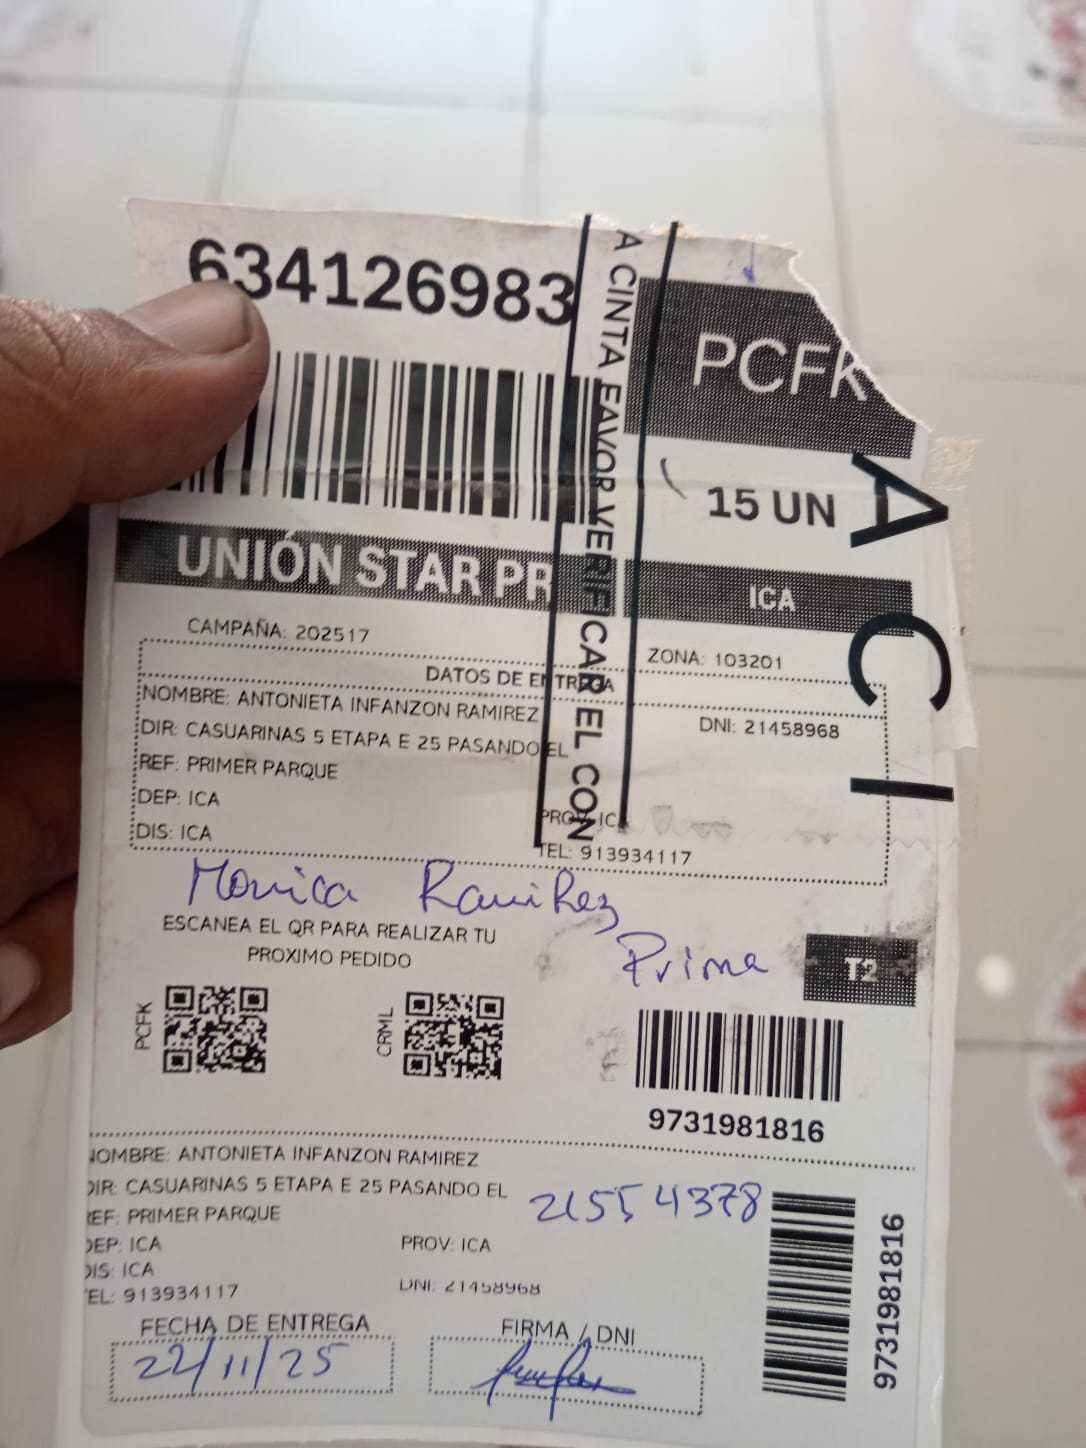 634126983
PCFK
15 UN
UNIÓN STAR PR
ICA
A CINTA FAVOR VERIFICAR EL CON
A C I
CAMPAÑA: 202517
ZONA: 103201
DATOS DE ENTREGA
NOMBRE: ANTONIETA INFANZON RAMIREZ
DNI: 21458968
DIR: CASUARINAS 5 ETAPA E 25 PASANDO EL
REF: PRIMER PARQUE
DEP: ICA
PROV: ICA
DIS: ICA
TEL: 913934117
Monica Ramirez
Prima
ESCANEA EL QR PARA REALIZAR TU
PROXIMO PEDIDO
T2
PCFK
CRML
9731981816
NOMBRE: ANTONIETA INFANZON RAMIREZ
DIR: CASUARINAS 5 ETAPA E 25 PASANDO EL
REF: PRIMER PARQUE
21554378
DEP: ICA
PROV: ICA
DIS: ICA
TEL: 913934117
DNI: 21458968
9731981816
FECHA DE ENTREGA
FIRMA / DNI
22/11/25